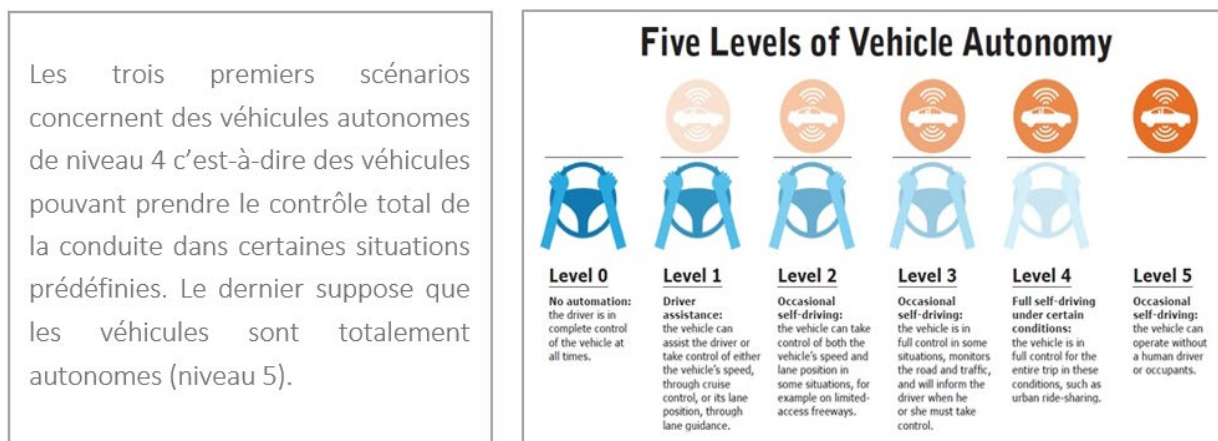 Les trois premiers scénarios
concernent des véhicules autonomes
de niveau 4 c’est-à-dire des véhicules
pouvant prendre le contrôle total de
la conduite dans certaines situations
prédéfinies. Le dernier suppose que
les véhicules sont totalement
autonomes (niveau 5).
Five Levels of Vehicle Autonomy
Level 0
No automation:
the driver is in
complete control
of the vehicle at
all times.
Level 1
Driver
assistance:
the vehicle can
assist the driver or
take control of either
the vehicle’s speed,
through cruise
control, or its lane
position, through
lane guidance.
Level 2
Occasional
self-driving:
the vehicle can take
control of both the
vehicle’s speed and
lane position in
some situations, for
example on limited-
access freeways.
Level 3
Occasional
self-driving:
the vehicle is in
full control in some
situations, monitors
the road and traffic,
and will inform the
driver when he
or she must take
control.
Level 4
Full self-driving
under certain
conditions:
the vehicle is in
full control for the
entire trip in these
conditions, such as
urban ride-sharing.
Level 5
Occasional
self-driving:
the vehicle can
operate without
a human driver
or occupants.